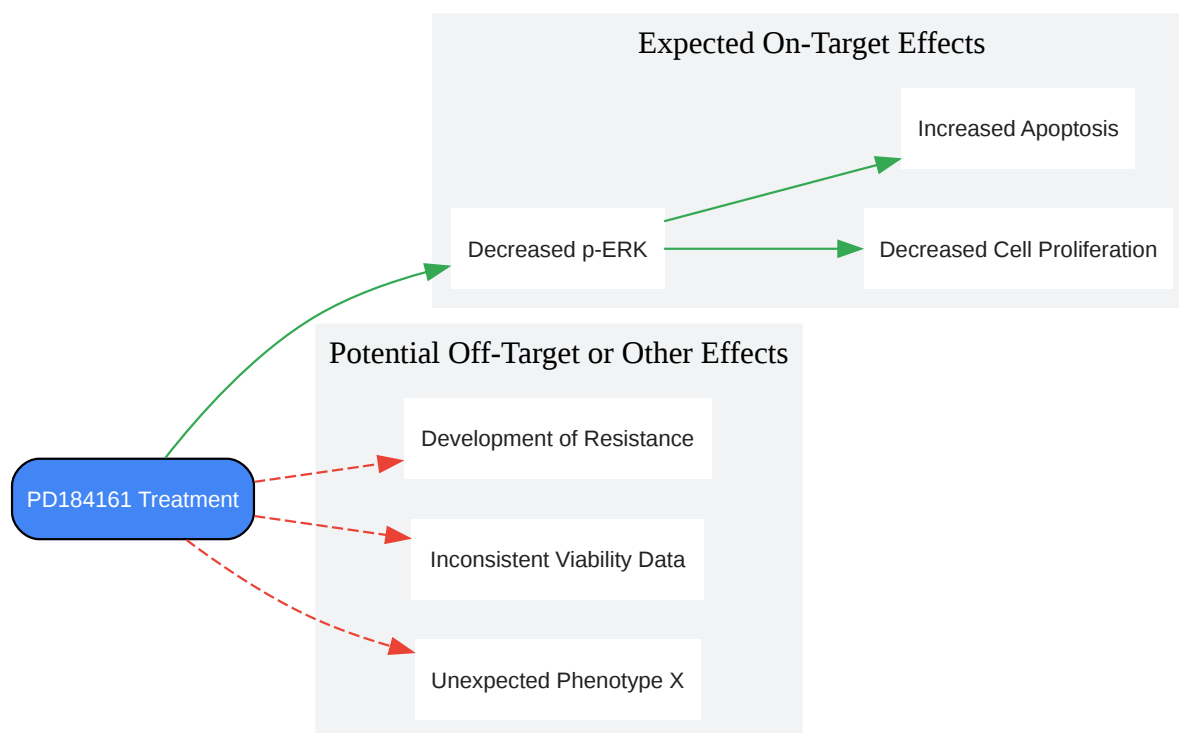 Expected On-Target Effects
Increased Apoptosis
Decreased p-ERK
Decreased Cell Proliferation
Potential Off-Target or Other Effects
Development of Resistance
PD184161 Treatment
Inconsistent Viability Data
Unexpected Phenotype X